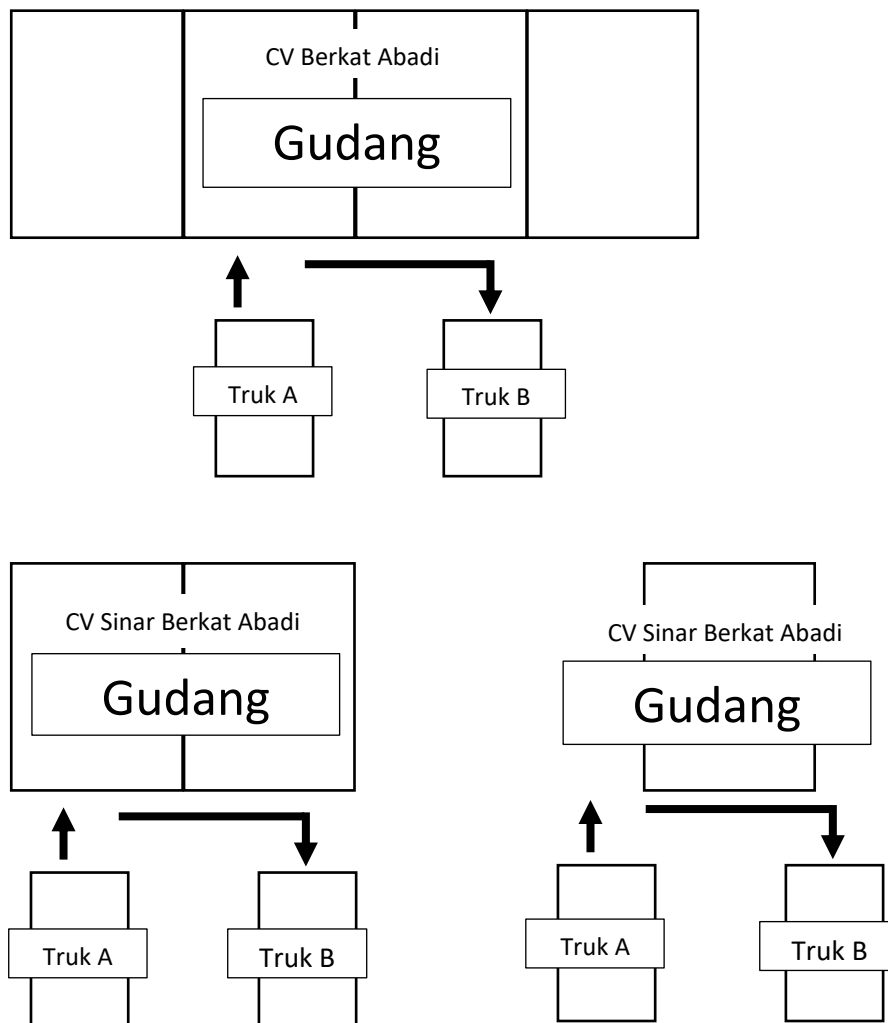 CV Berkat Abadi
Gudang
Truk A
Truk B
CV Sinar Berkat Abadi
Gudang
Truk A
Truk B
CV Sinar Berkat Abadi
Gudang
Truk A
Truk B